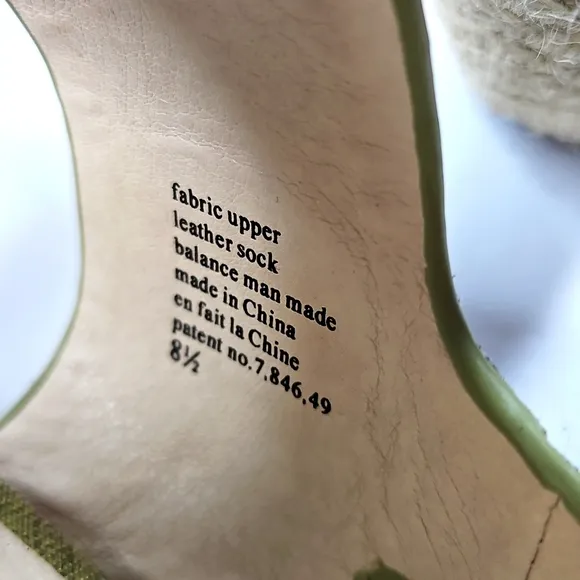 fabric upper
leather sock
balance man made
made in China
en fait la Chine
patent no.7,846,49
8½